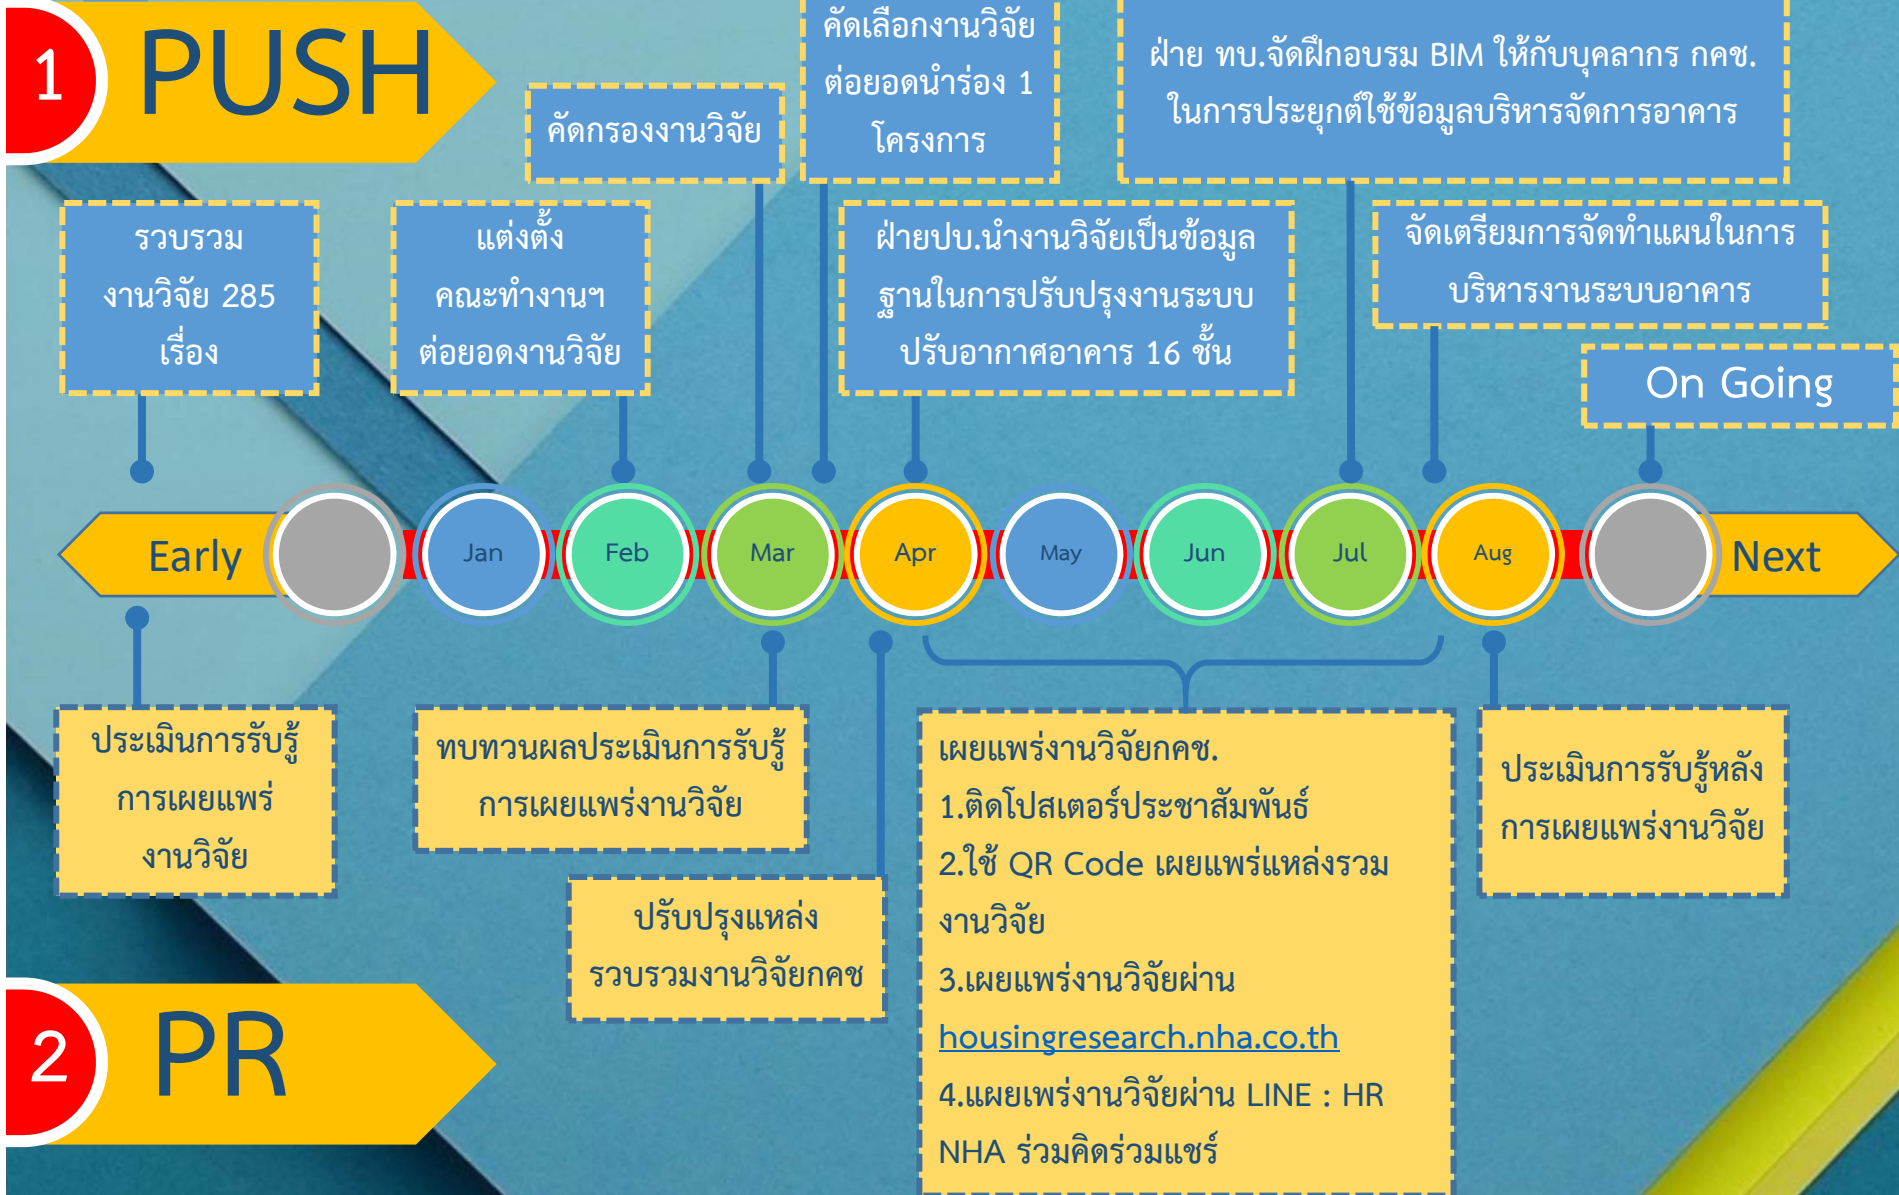 1
PUSH
คัดเลือกงานวิจัย
ต่อยอดนำร่อง 1
โครงการ
ฝ่าย ทบ.จัดฝึกอบรม BIM ให้กับบุคลากร กคช.
ในการประยุกต์ใช้ข้อมูลบริหารจัดการอาคาร
คัดกรองงานวิจัย
รวบรวม
งานวิจัย 285
เรื่อง
แต่งตั้ง
คณะทำงานฯ
ต่อยอดงานวิจัย
ฝ่ายปบ.นำงานวิจัยเป็นข้อมูล
ฐานในการปรับปรุงงานระบบ
ปรับอากาศอาคาร 16 ชั้น
จัดเตรียมการจัดทำแผนในการ
บริหารงานระบบอาคาร
On Going
Early
Jan
Feb
Mar
Apr
May
Jun
Jul
Aug
Next
ประเมินการรับรู้
การเผยแพร่
งานวิจัย
ทบทวนผลประเมินการรับรู้
การเผยแพร่งานวิจัย
ปรับปรุงแหล่ง
รวบรวมงานวิจัยกคช
เผยแพร่งานวิจัยกคช.
1.ติดโปสเตอร์ประชาสัมพันธ์
2.ใช้ QR Code เผยแพร่แหล่งรวม
งานวิจัย
3.เผยแพร่งานวิจัยผ่าน
housingresearch.nha.co.th
4.แผยเพร่งานวิจัยผ่าน LINE : HR
NHA ร่วมคิดร่วมแชร์
ประเมินการรับรู้หลัง
การเผยแพร่งานวิจัย
2
PR